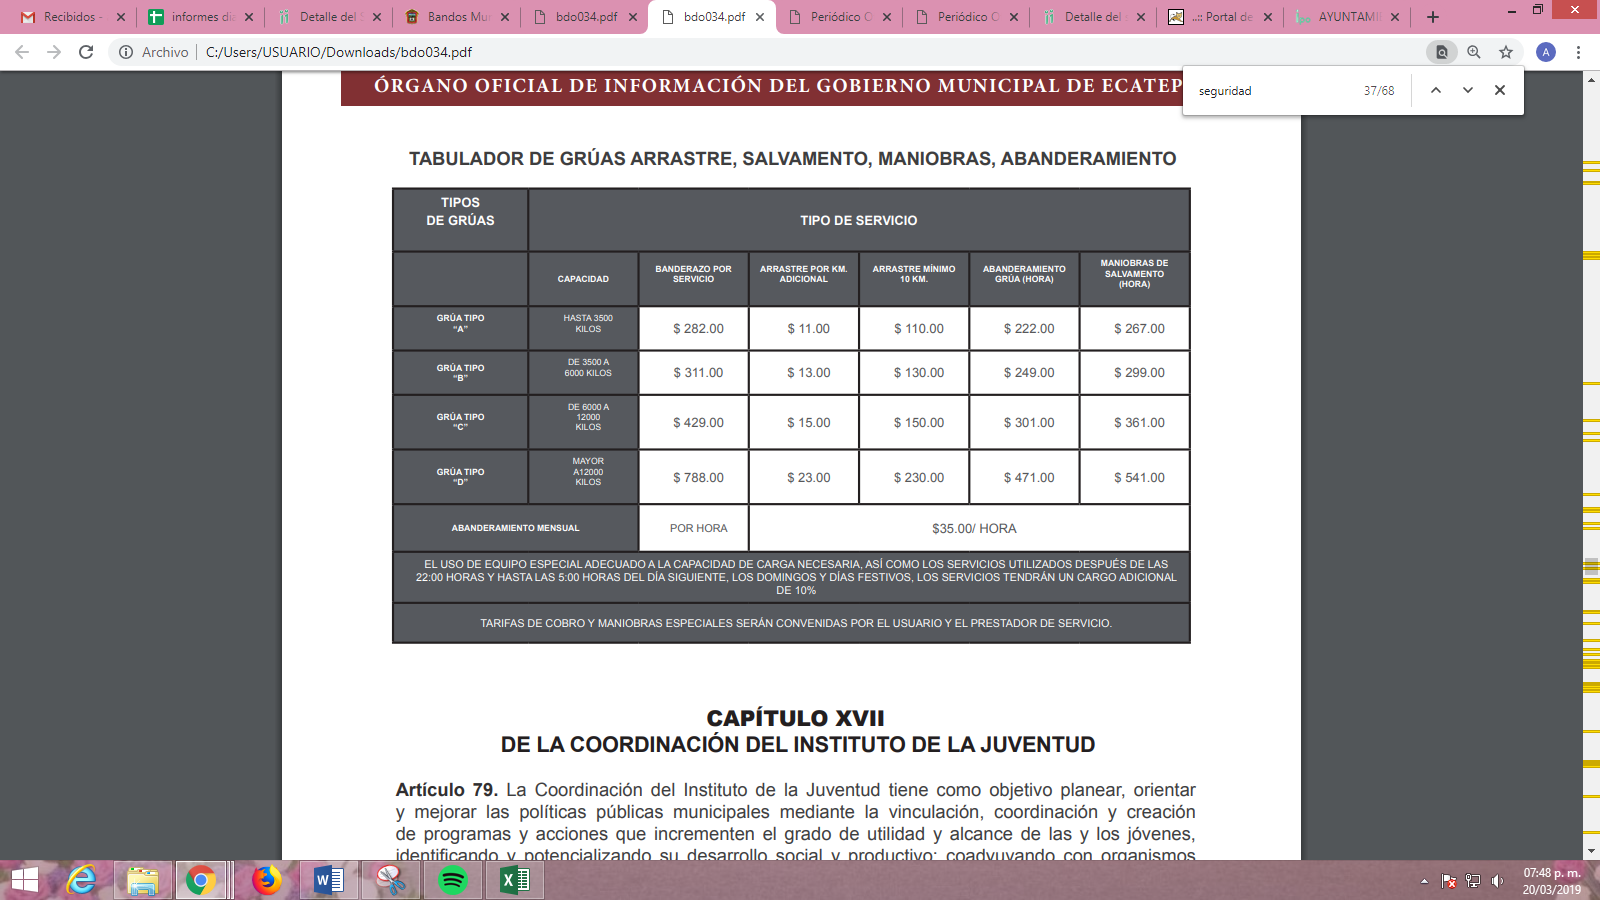 Recibidos -
informes di
Detalle del S
Bandos Mu
bdo034.pdf
bdo034.pdf
Periódico O
Periódico O
Detalle del
..:: Portal de
AYUNTAMI
Archivo
C:/Users/USUARIO/Downloads/bdo034.pdf
A
seguridad
37/68
ÓRGANO OFICIAL DE INFORMACIÓN DEL GOBIERNO MUNICIPAL DE ECATEP
TABULADOR DE GRÚAS ARRASTRE, SALVAMENTO, MANIOBRAS, ABANDERAMIENTO
TIPOS
DE GRÚAS
TIPO DE SERVICIO
CAPACIDAD
BANDERAZO POR
SERVICIO
ARRASTRE POR KM.
ADICIONAL
ARRASTRE MÍNIMO
10 KM.
ABANDERAMIENTO
GRÚA (HORA)
MANIOBRAS DE
SALVAMENTO
(HORA)
GRÚA TIPO
“A”
HASTA 3500
KILOS
$ 282.00
$ 11.00
$ 110.00
$ 222.00
$ 267.00
GRÚA TIPO
“B”
DE 3500 A
6000 KILOS
$ 311.00
$ 13.00
$ 130.00
$ 249.00
$ 299.00
GRÚA TIPO
“C”
DE 6000 A
12000
KILOS
$ 429.00
$ 15.00
$ 150.00
$ 301.00
$ 361.00
GRÚA TIPO
“D”
MAYOR
A12000
KILOS
$ 788.00
$ 23.00
$ 230.00
$ 471.00
$ 541.00
ABANDERAMIENTO MENSUAL
POR HORA
$35.00/ HORA
EL USO DE EQUIPO ESPECIAL ADECUADO A LA CAPACIDAD DE CARGA NECESARIA, ASÍ COMO LOS SERVICIOS UTILIZADOS DESPUÉS DE LAS
22:00 HORAS Y HASTA LAS 5:00 HORAS DEL DÍA SIGUIENTE, LOS DOMINGOS Y DÍAS FESTIVOS, LOS SERVICIOS TENDRÁN UN CARGO ADICIONAL
DE 10%
TARIFAS DE COBRO Y MANIOBRAS ESPECIALES SERÁN CONVENIDAS POR EL USUARIO Y EL PRESTADOR DE SERVICIO.
CAPÍTULO XVII
DE LA COORDINACIÓN DEL INSTITUTO DE LA JUVENTUD
Artículo 79. La Coordinación del Instituto de la Juventud tiene como objetivo planear, orientar
y mejorar las políticas públicas municipales mediante la vinculación, coordinación y creación
de programas y acciones que incrementen el grado de utilidad y alcance de las y los jóvenes,
identificando y potencializando su desarrollo social y productivo; coadyuvando con organismos
07:48 p. m.
20/03/2019